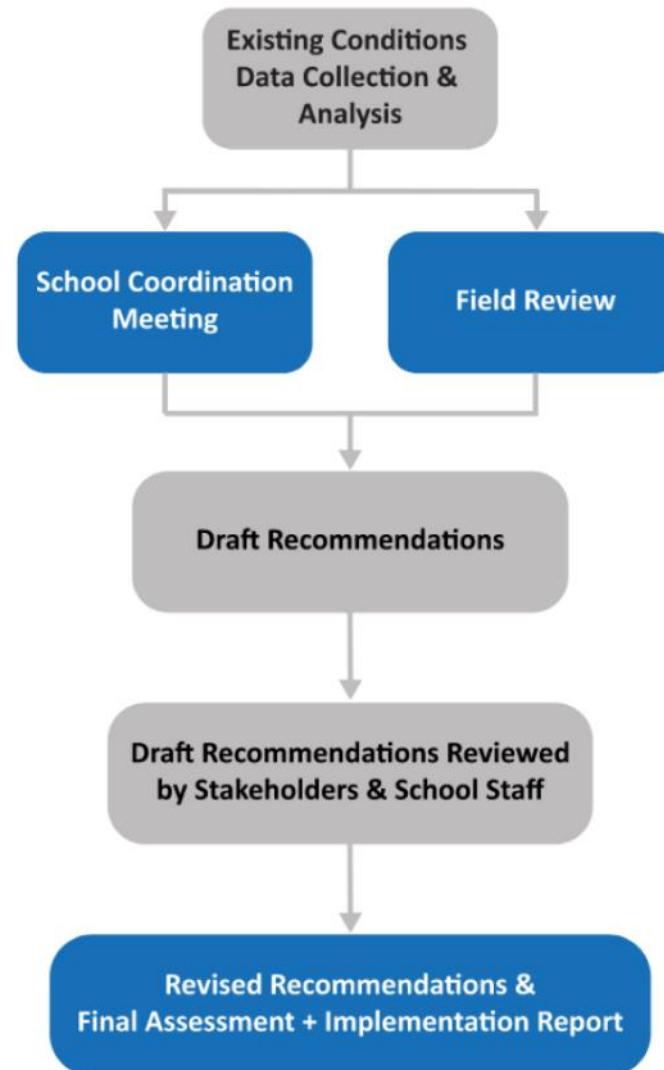 Existing Conditions
Data Collection &
Analysis
School Coordination
Meeting
Field Review
Draft Recommendations
Draft Recommendations Reviewed
by Stakeholders & School Staff
Revised Recommendations &
Final Assessment + Implementation Report